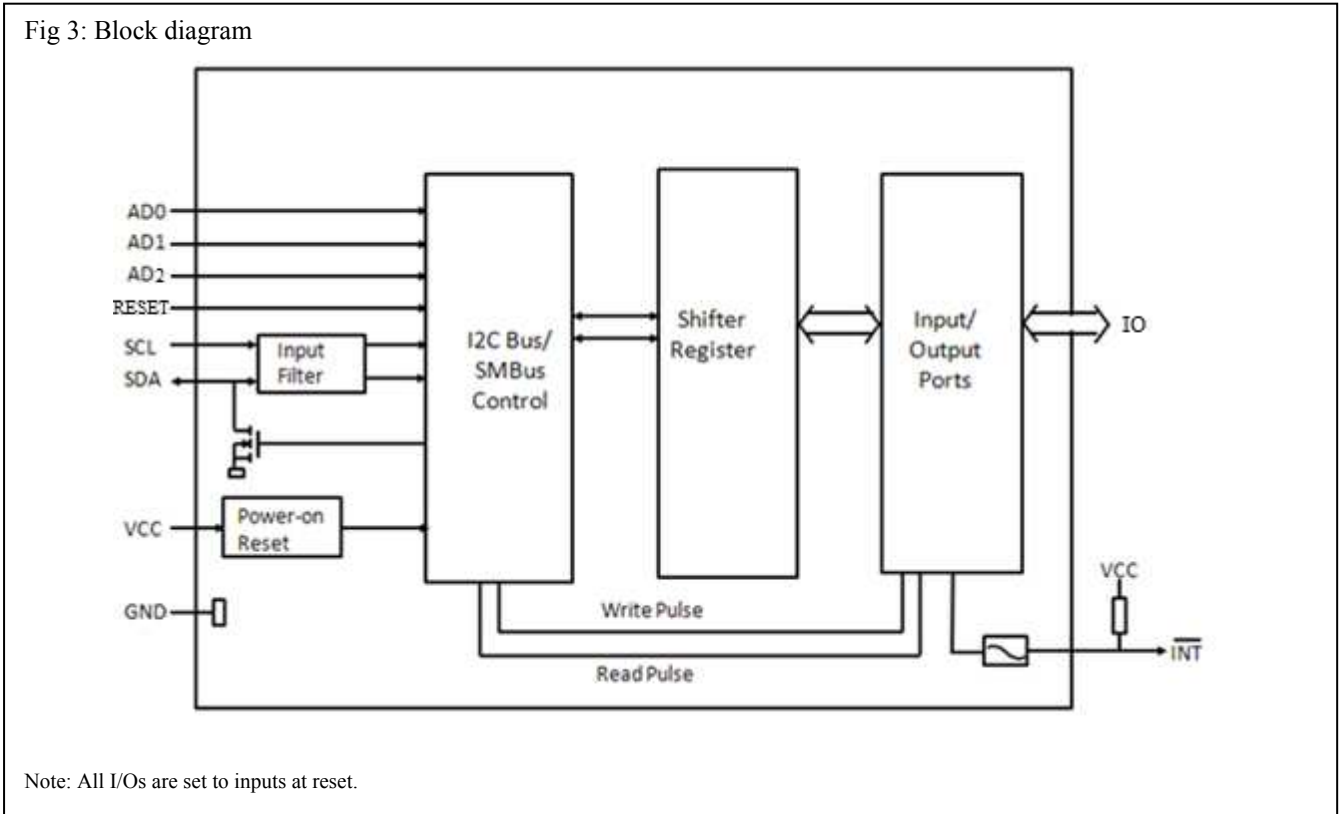 Fig 3: Block diagram
AD0
AD1
AD2
RESET
SCL
SDA
Input
Filter
I2C Bus/
SMBus
Control
Shifter
Register
Input/
Output
Ports
IO
VCC
Power-on
Reset
GND
Write Pulse
Read Pulse
VCC
INT
Note: All I/Os are set to inputs at reset.